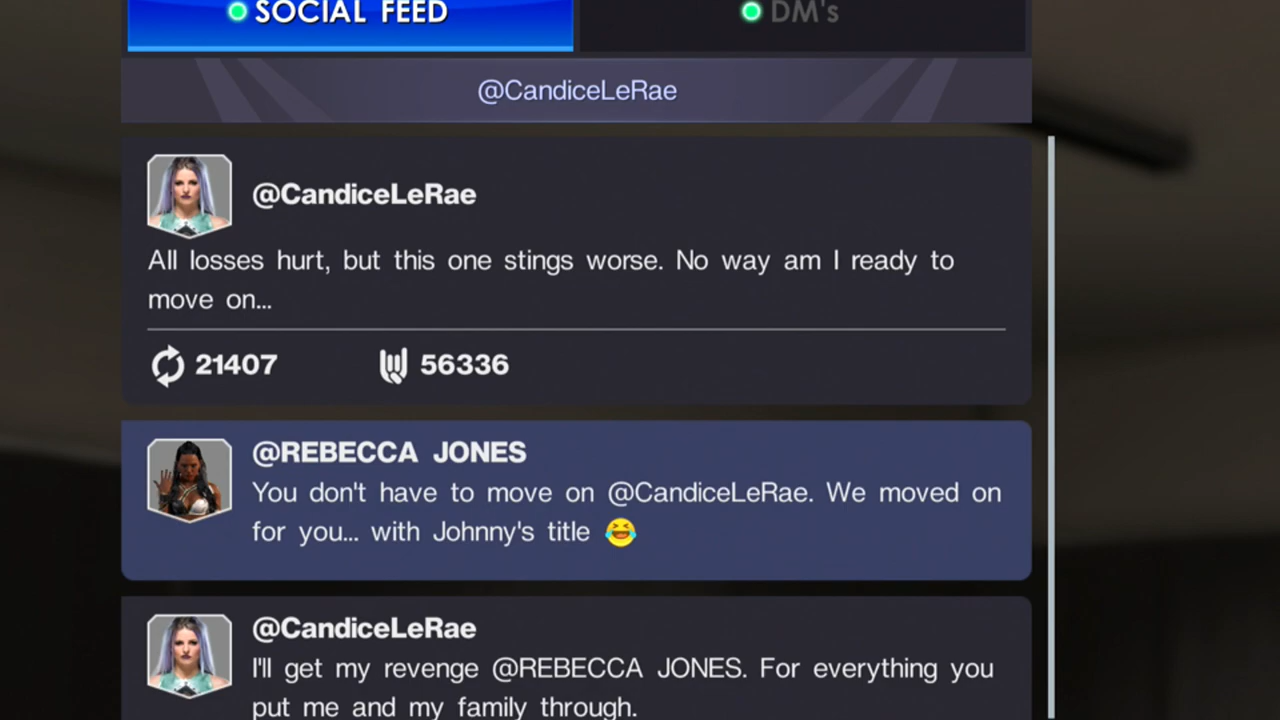 SOCIAL FEED
DM's
@CandiceLeRae
@CandiceLeRae
All losses hurt, but this one stings worse. No way am I ready to
move on...
21407 56336
@REBECCA JONES
You don't have to move on @CandiceLeRae. We moved on
for you... with Johnny's title 😆
@CandiceLeRae
I'll get my revenge @REBECCA JONES. For everything you
put me and my family through.